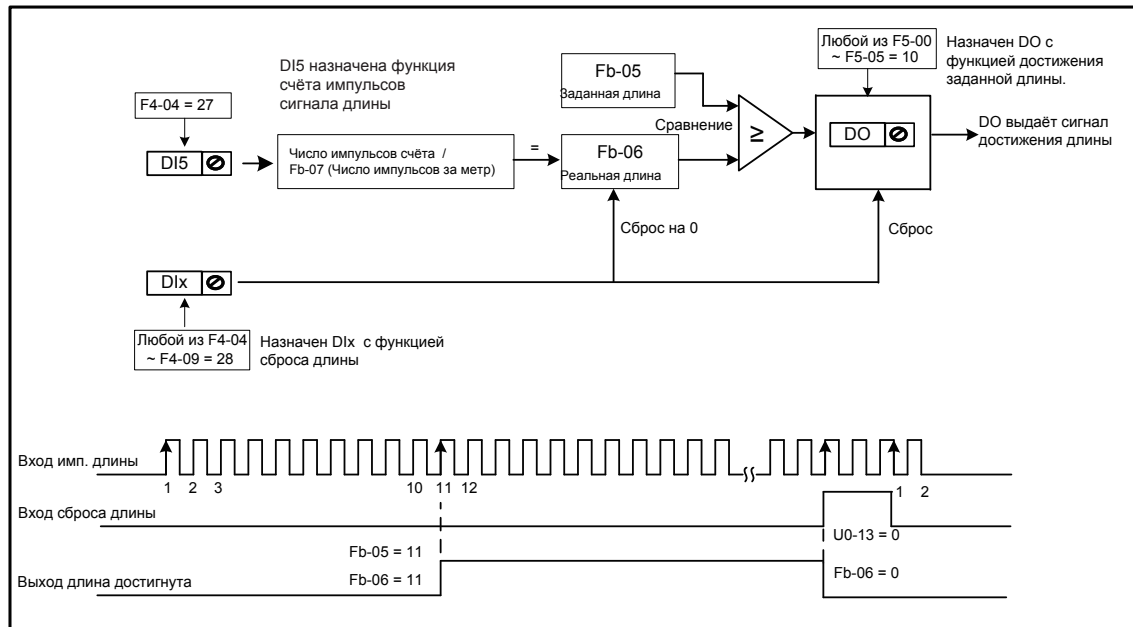 F4-04 = 27
DI5
DI5 назначена функция
счёта импульсов
сигнала длины
Число импульсов счёта /
Fb-07 (Число импульсов за метр)
=
Fb-05
Заданная длина
Fb-06
Реальная длина
Сравнение
≥
Любой из F5-00
~ F5-05 = 10
Назначен DO с
функцией достижения
заданной длины.
DO
DO выдаёт сигнал
достижения длины
Сброс на 0
Сброс
DIx
Любой из F4-04
~ F4-09 = 28
Назначен DIx с функцией
сброса длины
Вход имп. длины
1 2 3 10 11 12 1 2
Вход сброса длины
U0-13 = 0
Fb-05 = 11
Fb-06 = 11
Fb-06 = 0
Выход длина достигнута